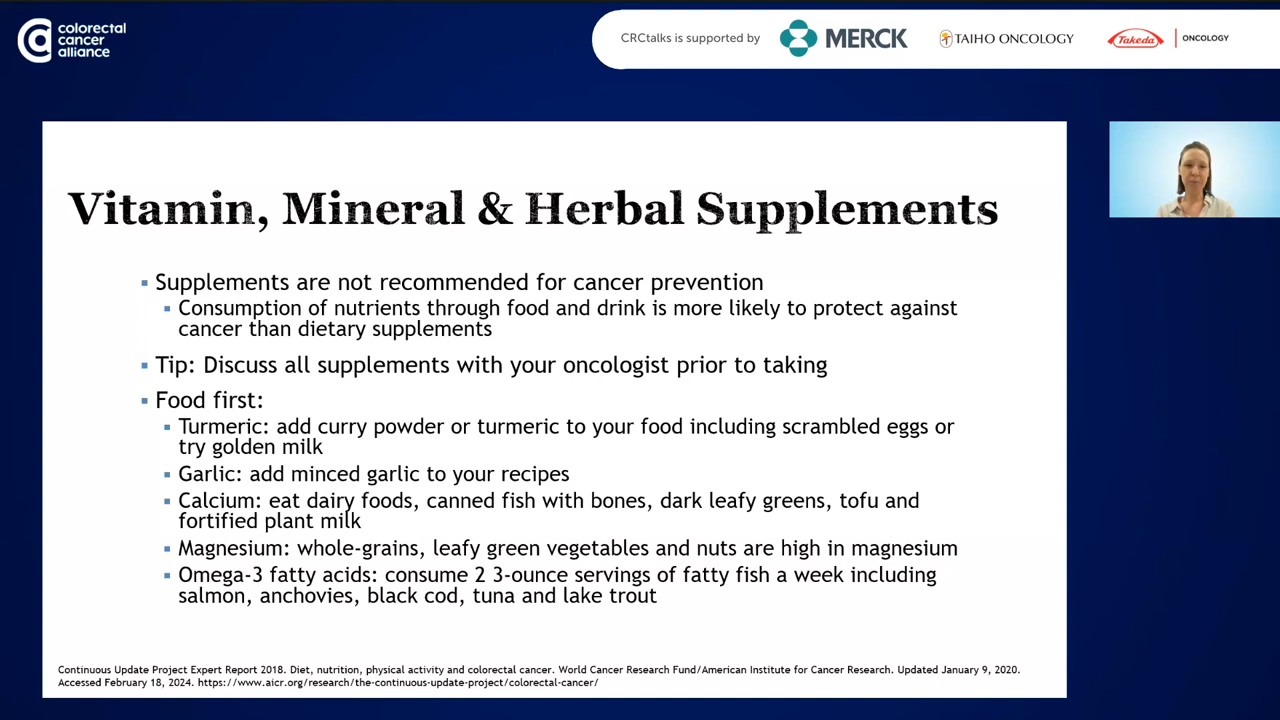 colorectal
cancer
alliance
CRCtalks is supported by
MERCK
TAIHO ONCOLOGY
Takeda
ONCOLOGY
Vitamin, Mineral & Herbal Supplements
▪ Supplements are not recommended for cancer prevention
▪ Consumption of nutrients through food and drink is more likely to protect against
cancer than dietary supplements
▪ Tip: Discuss all supplements with your oncologist prior to taking
▪ Food first:
▪ Turmeric: add curry powder or turmeric to your food including scrambled eggs or
try golden milk
▪ Garlic: add minced garlic to your recipes
▪ Calcium: eat dairy foods, canned fish with bones, dark leafy greens, tofu and
fortified plant milk
▪ Magnesium: whole-grains, leafy green vegetables and nuts are high in magnesium
▪ Omega-3 fatty acids: consume 2 3-ounce servings of fatty fish a week including
salmon, anchovies, black cod, tuna and lake trout
Continuous Update Project Expert Report 2018. Diet, nutrition, physical activity and colorectal cancer. World Cancer Research Fund/American Institute for Cancer Research. Updated January 9, 2020.
Accessed February 18, 2024. https://www.aicr.org/research/the-continuous-update-project/colorectal-cancer/